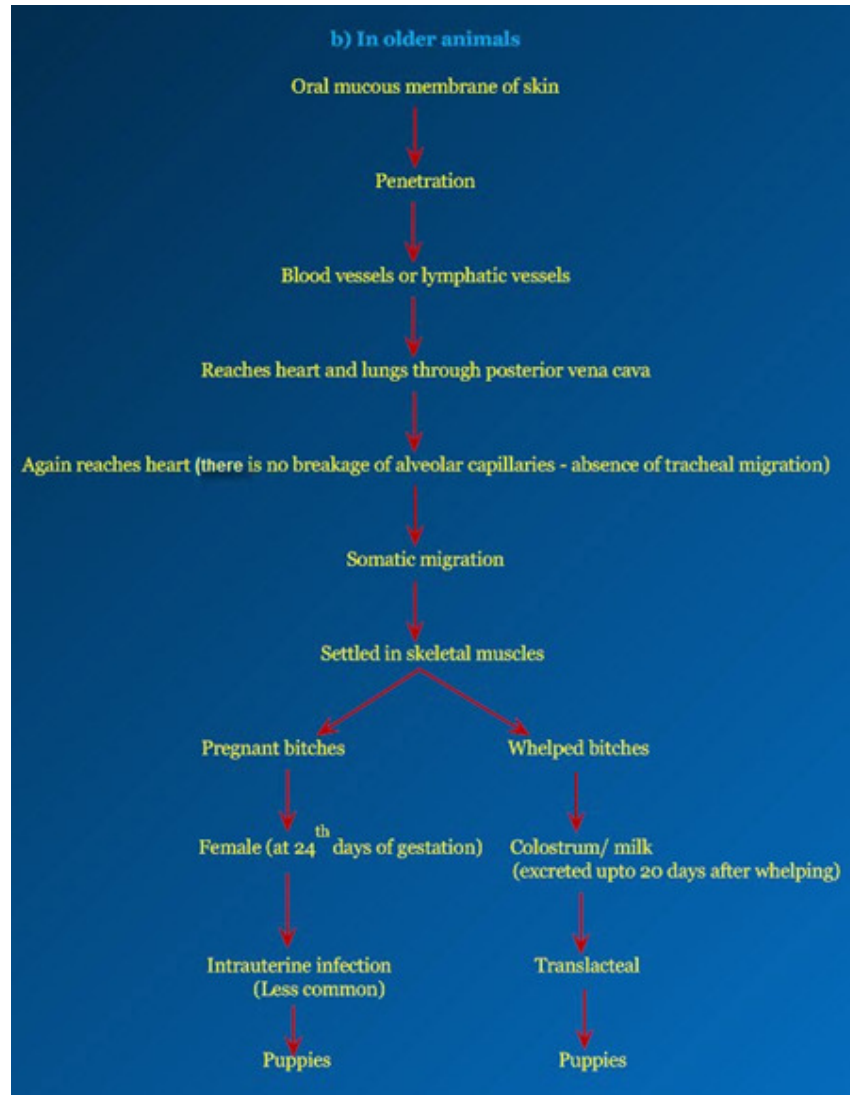 b) In older animals
Oral mucous membrane of skin
Penetration
Blood vessels or lymphatic vessels
Reaches heart and lungs through posterior vena cava
Again reaches heart (there is no breakage of alveolar capillaries - absence of tracheal migration)
Somatic migration
Settled in skeletal muscles
Pregnant bitches
Whelped bitches
Female (at 24th days of gestation)
Colostrum/ milk
(excreted upto 20 days after whelping)
Intrauterine infection
(Less common)
Translacteal
Puppies
Puppies